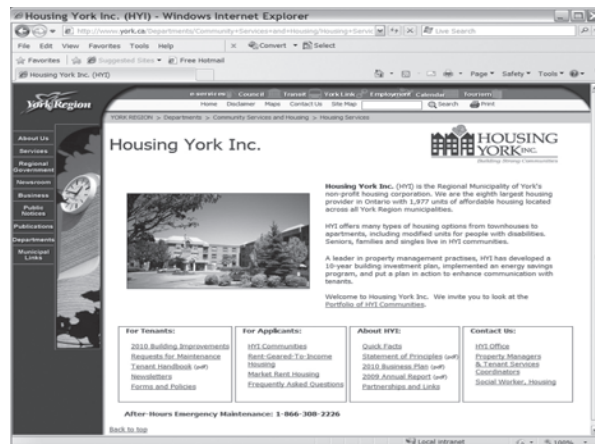 Housing York Inc. (HYI) - Windows Internet Explorer
Live Search
File Edit View Favorites Tools Help × Convert Select
Favorites Suggested Sites Free Hotmail
Housing York Inc. (HYI)
Page Safety Tools
York Region
e-services Council Transit YorkLink Employment Calendar Tourism
Home Disclaimer Maps Contact Us Site Map Search Print
YORK REGION > Departments > Community Services and Housing > Housing Services
About Us
Services
Regional
Government
Newsroom
Business
Public
Notices
Publications
Departments
Municipal
Links
Housing York Inc.
HOUSING
YORK INC.
Building Strong Communities
Housing York Inc. (HYI) is the Regional Municipality of York's
non-profit housing corporation. We are the eighth largest housing
provider in Ontario with 1,977 units of affordable housing located
across all York Region municipalities.
HYI offers many types of housing options from townhouses to
apartments, including modified units for people with disabilities.
Seniors, families and singles live in HYI communities.
A leader in property management practises, HYI has developed a
10-year building investment plan, implemented an energy savings
program, and put a plan in action to enhance communication with
tenants.
Welcome to Housing York Inc. We invite you to look at the
Portfolio of HYI Communities.
For Tenants:
2010 Building Improvements
Requests for Maintenance
Tenant Handbook (pdf)
Newsletters
Forms and Policies
For Applicants:
HYI Communities
Rent-Geared-To-Income
Housing
Market Rent Housing
Frequently Asked Questions
About HYI:
Quick Facts
Statement of Principles (pdf)
2010 Business Plan (pdf)
2009 Annual Report (pdf)
Partnerships and Links
Contact Us:
HYI Office
Property Managers
& Tenant Services
Coordinators
Social Worker, Housing
After-Hours Emergency Maintenance: 1-866-308-2226
Back to top
Local intranet 100%